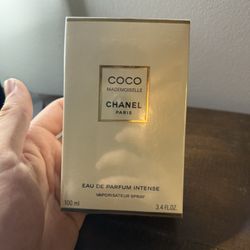 COCO
MADEMOISELLE
CHANEL
PARIS
EAU DE PARFUM INTENSE
VAPORISATEUR SPRAY
100 ml 3.4 FL. OZ.